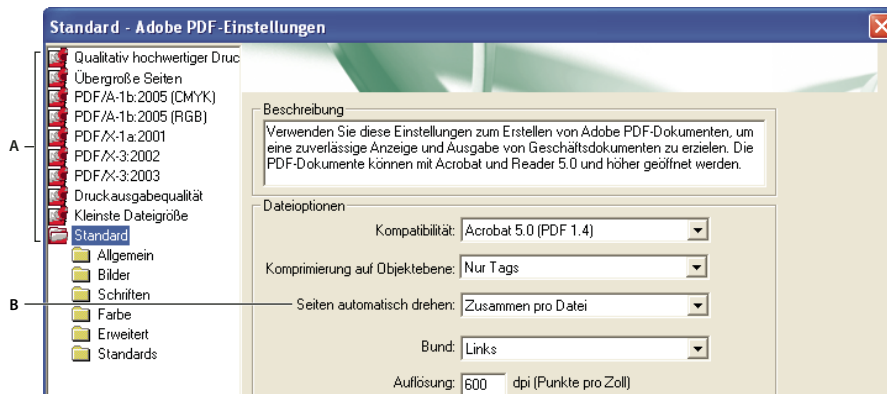 Standard - Adobe PDF-Einstellungen
A
Qualitativ hochwertiger Druc
Übergroße Seiten
PDF/A-1b:2005 (CMYK)
PDF/A-1b:2005 (RGB)
PDF/X-1a:2001
PDF/X-3:2002
PDF/X-3:2003
Druckausgabequalität
Kleinste Dateigröße
Standard
Allgemein
Bilder
Schriften
Farbe
Erweitert
Standards
Beschreibung
Verwenden Sie diese Einstellungen zum Erstellen von Adobe PDF-Dokumenten, um
eine zuverlässige Anzeige und Ausgabe von Geschäftsdokumenten zu erzielen. Die
PDF-Dokumente können mit Acrobat und Reader 5.0 und höher geöffnet werden.
Dateioptionen
Kompatibilität: Acrobat 5.0 (PDF 1.4)
Komprimierung auf Objektebene: Nur Tags
B
Seiten automatisch drehen: Zusammen pro Datei
Bund: Links
Auflösung: 600 dpi (Punkte pro Zoll)